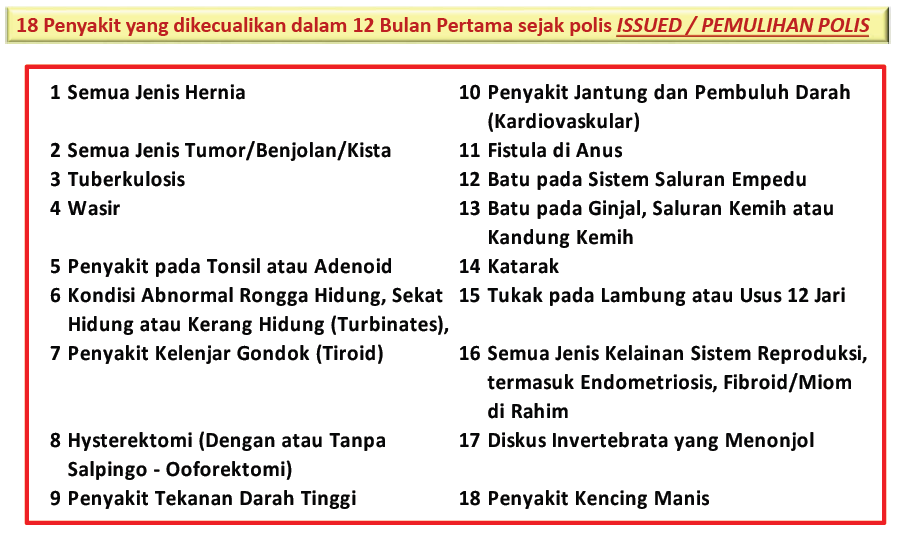 18 Penyakit yang dikecualikan dalam 12 Bulan Pertama sejak polis ISSUED / PEMULIHAN POLIS
1 Semua Jenis Hernia
2 Semua Jenis Tumor/Benjolan/Kista
3 Tuberkulosis
4 Wasir
5 Penyakit pada Tonsil atau Adenoid
6 Kondisi Abnormal Rongga Hidung, Sekat
Hidung atau Kerang Hidung (Turbinates),
7 Penyakit Kelenjar Gondok (Tiroid)
8 Hysterektomi (Dengan atau Tanpa
Salpingo - Ooforektomi)
9 Penyakit Tekanan Darah Tinggi
10 Penyakit Jantung dan Pembuluh Darah
(Kardiovaskular)
11 Fistula di Anus
12 Batu pada Sistem Saluran Empedu
13 Batu pada Ginjal, Saluran Kemih atau
Kandung Kemih
14 Katarak
15 Tukak pada Lambung atau Usus 12 Jari
16 Semua Jenis Kelainan Sistem Reproduksi,
termasuk Endometriosis, Fibroid/Miom
di Rahim
17 Diskus Invertebrata yang Menonjol
18 Penyakit Kencing Manis